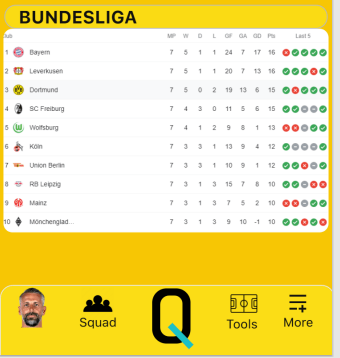 BUNDESLIGA
Klub MP W D L GF GA GD Pts Last 5
1 Bayern 7 5 1 1 24 7 17 16
2 Leverkusen 7 5 1 1 20 7 13 16
3 Dortmund 7 5 0 2 19 13 6 15
4 SC Freiburg 7 4 3 0 11 5 6 15
5 Wolfsburg 7 4 1 2 9 8 1 13
6 Köln 7 3 3 1 13 9 4 12
7 Union Berlin 7 3 3 1 10 9 1 12
8 RB Leipzig 7 3 1 3 15 7 8 10
9 Mainz 7 3 1 3 7 5 2 10
10 Mönchenglad... 7 3 1 3 9 10 -1 10
Squad Q Tools More